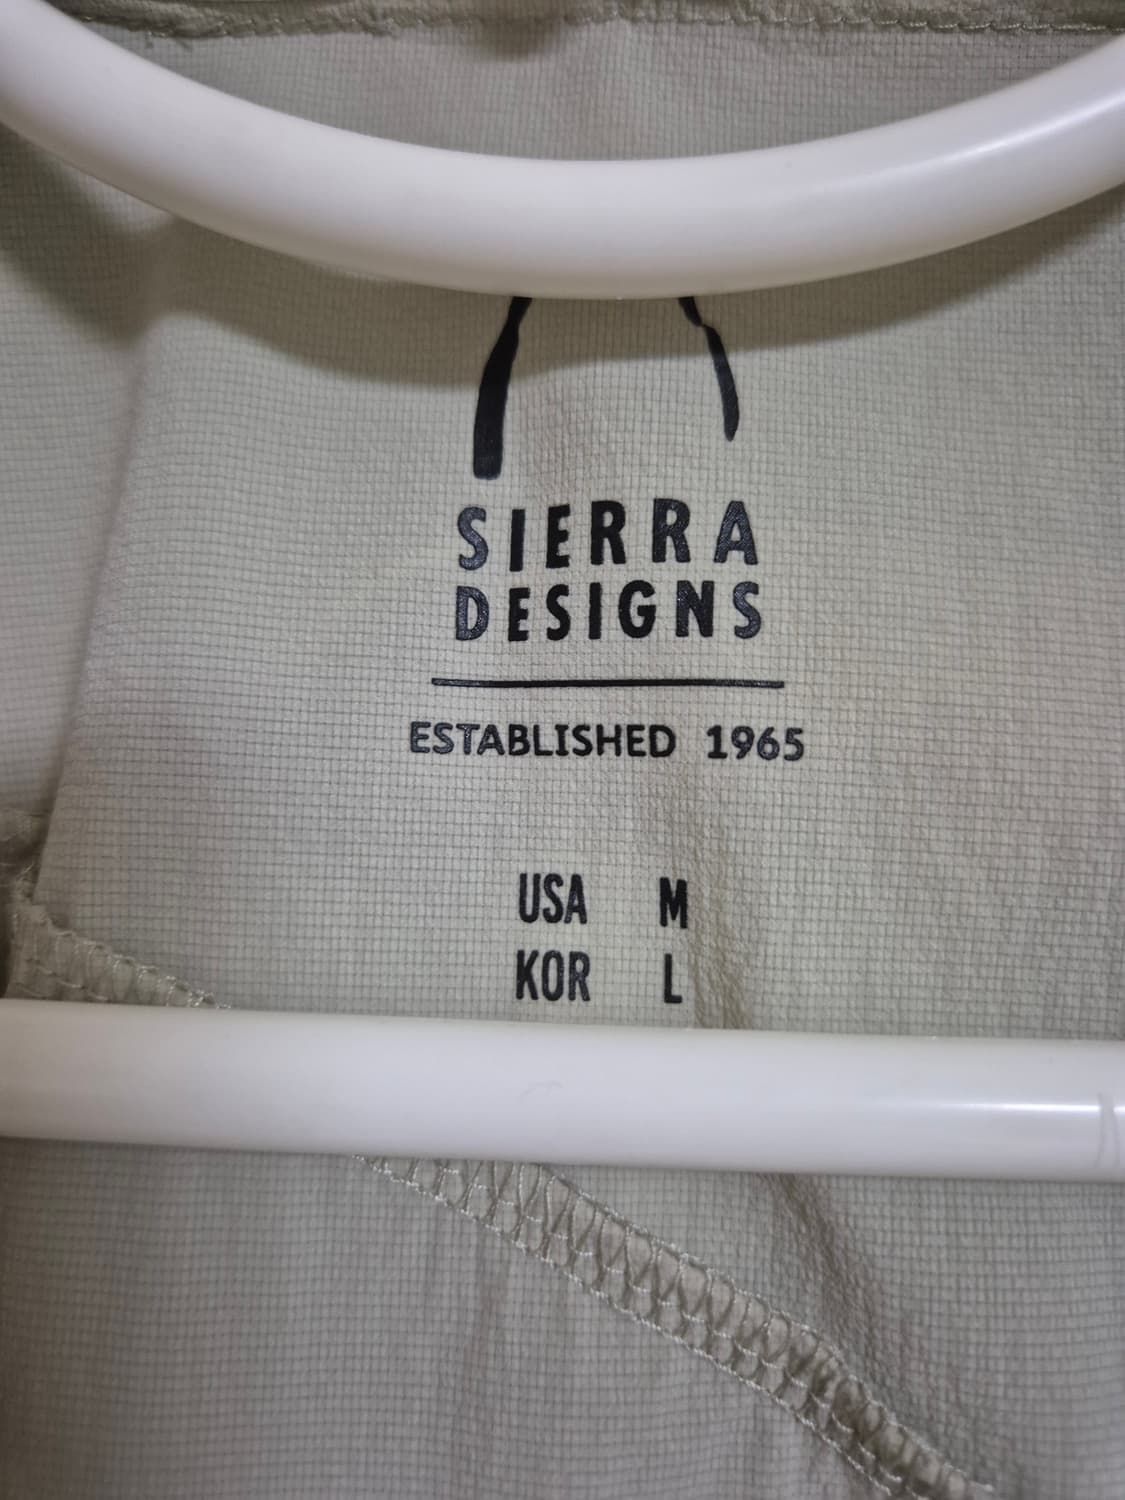 SIERRA
DESIGNS
ESTABLISHED 1965
USA M
KOR L